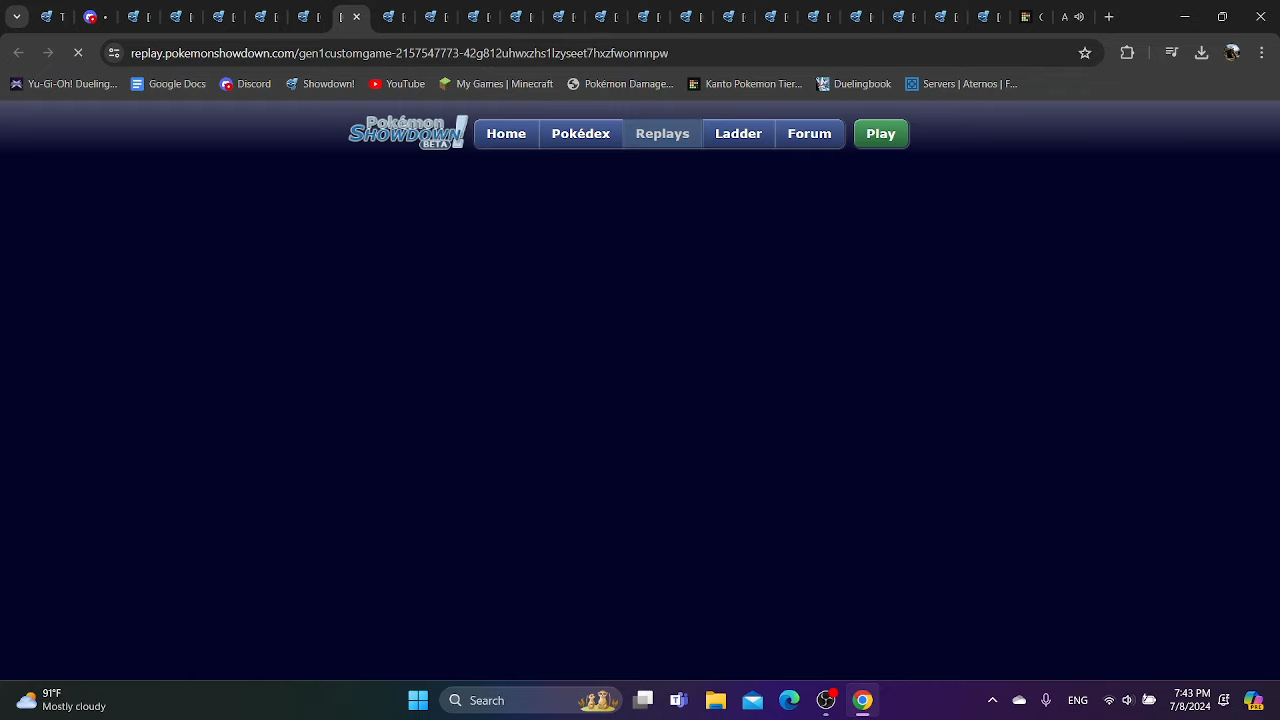 replay.pokemonshowdown.com/gen1customgame-2157547773-42g812uhwxzhs1lzyseet7hxzfwonmnpw
Yu-Gi-Oh! Dueling... Google Docs Discord Showdown! YouTube My Games | Minecraft Pokémon Damage... Kanto Pokemon Tier... Duelingbook Servers | Aternos | F...
Pokémon SHOWDOWN! BETA
Home Pokédex Replays Ladder Forum Play
91°F
Mostly cloudy
Search
ENG
7:43 PM
7/8/2024
PRE